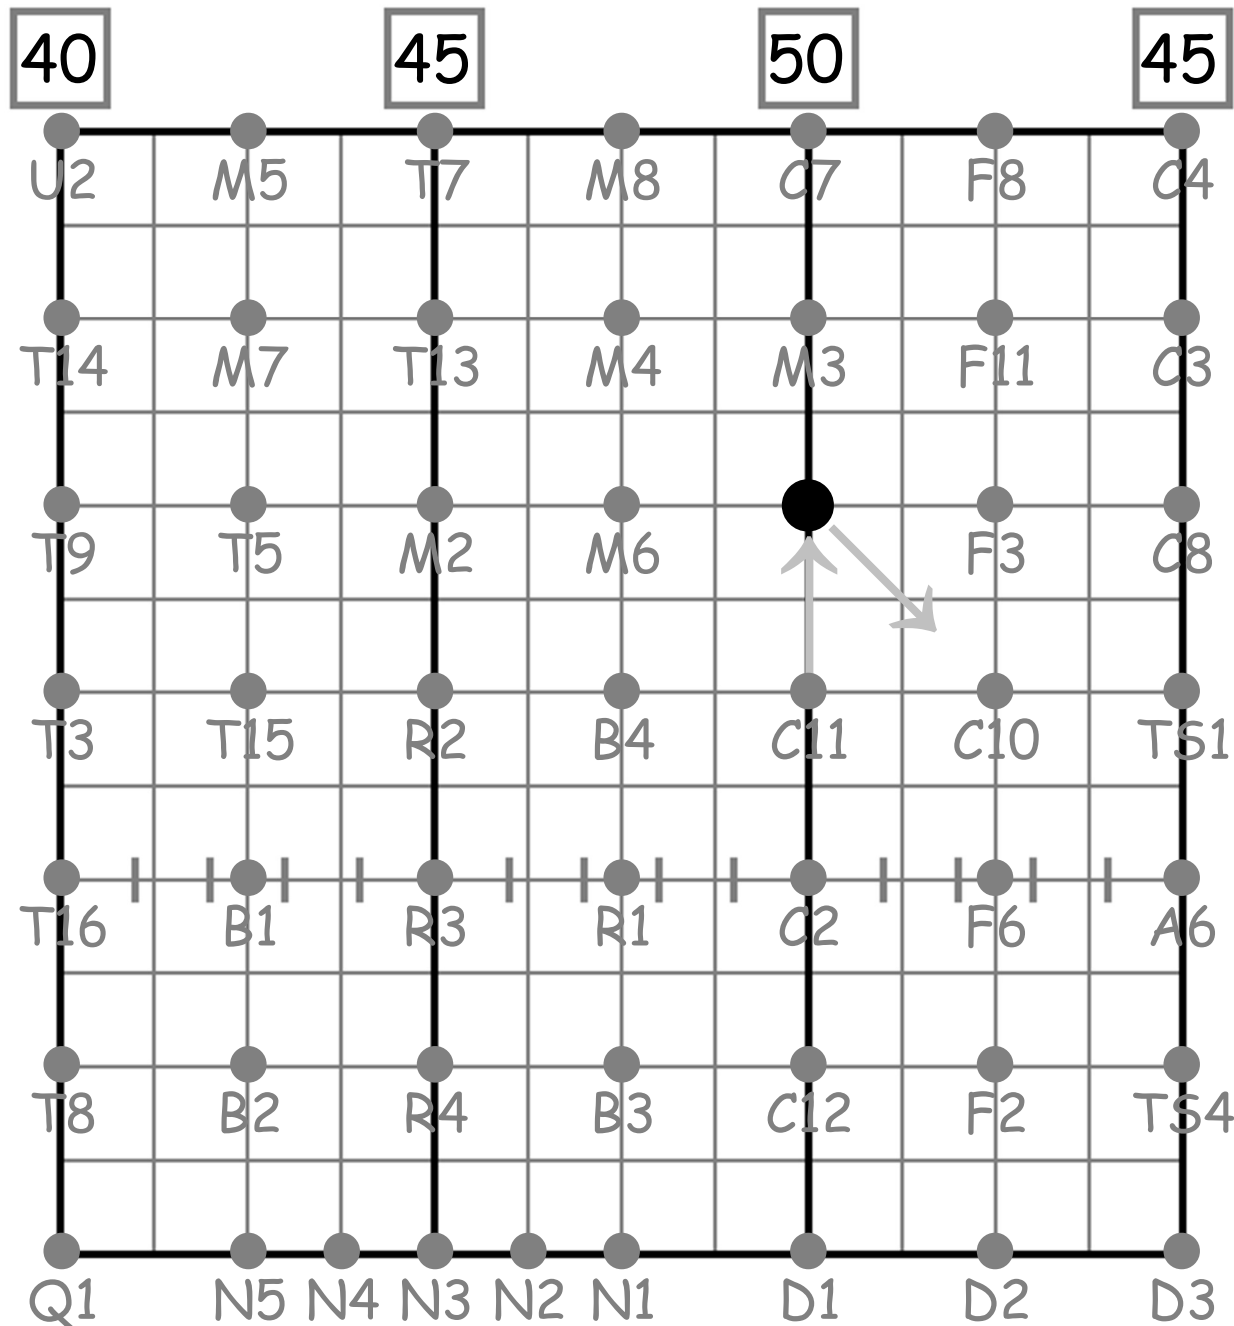 40 45 50 45
U2 M5 T7 M8 C7 F8 C4
T14 M7 T13 M4 M3 F11 C3
T9 T5 M2 M6 F3 C8
T3 T15 R2 B4 C11 C10 TS1
T16 B1 R3 R1 C2 F6 A6
T8 B2 R4 B3 C12 F2 TS4
Q1 N5 N4 N3 N2 N1 D1 D2 D3